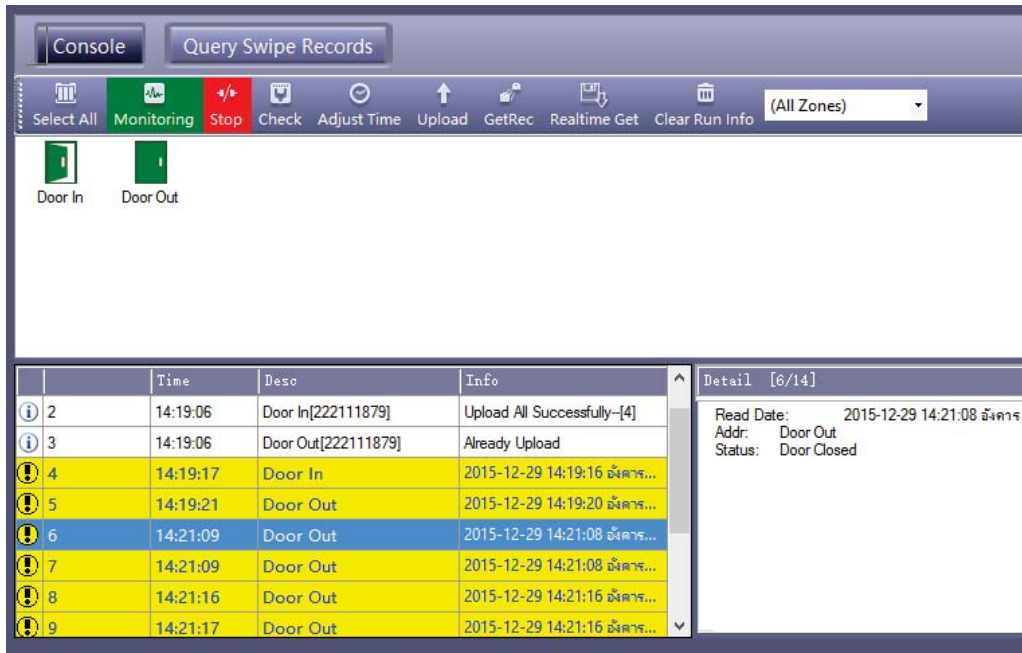 Console Query Swipe Records
Select All Monitoring Stop Check Adjust Time Upload GetRec Realtime Get Clear Run Info (All Zones)
Door In Door Out
Time Desc Info
2 14:19:06 Door In[222111879] Upload All Successfully--[4]
3 14:19:06 Door Out[222111879] Already Upload
4 14:19:17 Door In 2015-12-29 14:19:16 อังคาร...
5 14:19:21 Door Out 2015-12-29 14:19:20 อังคาร...
6 14:21:09 Door Out 2015-12-29 14:21:08 อังคาร...
7 14:21:09 Door Out 2015-12-29 14:21:08 อังคาร...
8 14:21:16 Door Out 2015-12-29 14:21:16 อังคาร...
9 14:21:17 Door Out 2015-12-29 14:21:16 อังคาร...
Detail [6/14]
Read Date: 2015-12-29 14:21:08 อังคาร
Addr: Door Out
Status: Door Closed